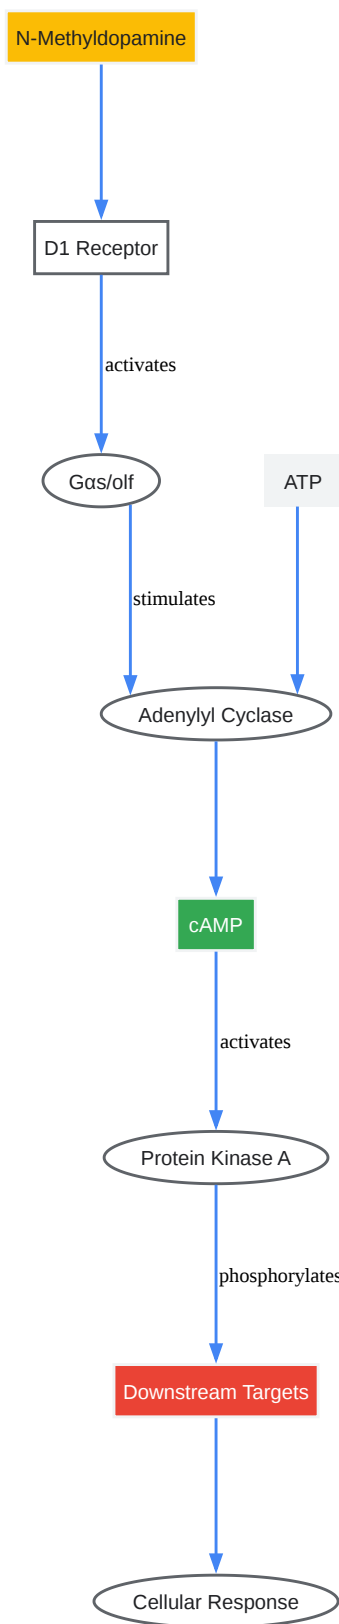 N-Methyldopamine
D1 Receptor
activates
Gαs/olf
ATP
stimulates
Adenylyl Cyclase
cAMP
activates
Protein Kinase A
phosphorylates
Downstream Targets
Cellular Response